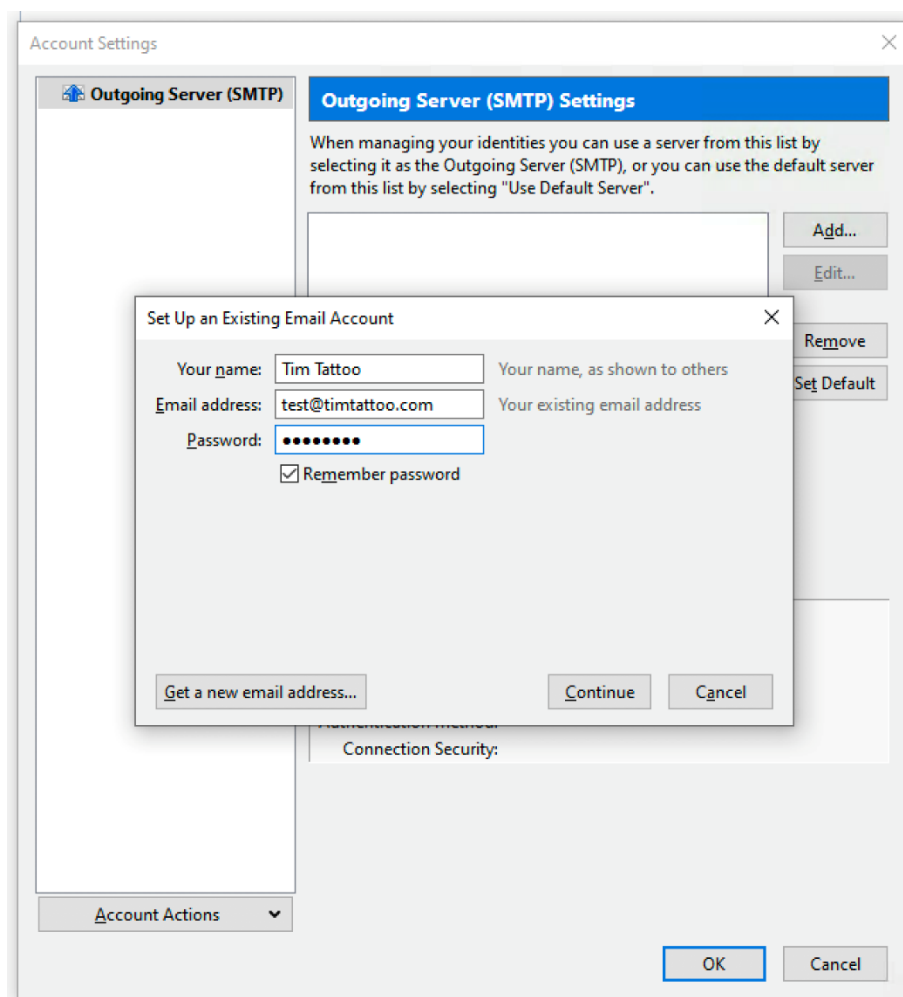 Account Settings
Outgoing Server (SMTP)
Outgoing Server (SMTP) Settings
When managing your identities you can use a server from this list by
selecting it as the Outgoing Server (SMTP), or you can use the default server
from this list by selecting "Use Default Server".
Add...
Edit...
Remove
Set Default
Set Up an Existing Email Account
Your name: Tim Tattoo Your name, as shown to others
Email address: test@timtattoo.com Your existing email address
Password: ••••••••
Remember password
Get a new email address... Continue Cancel
Connection Security:
Account Actions
OK Cancel